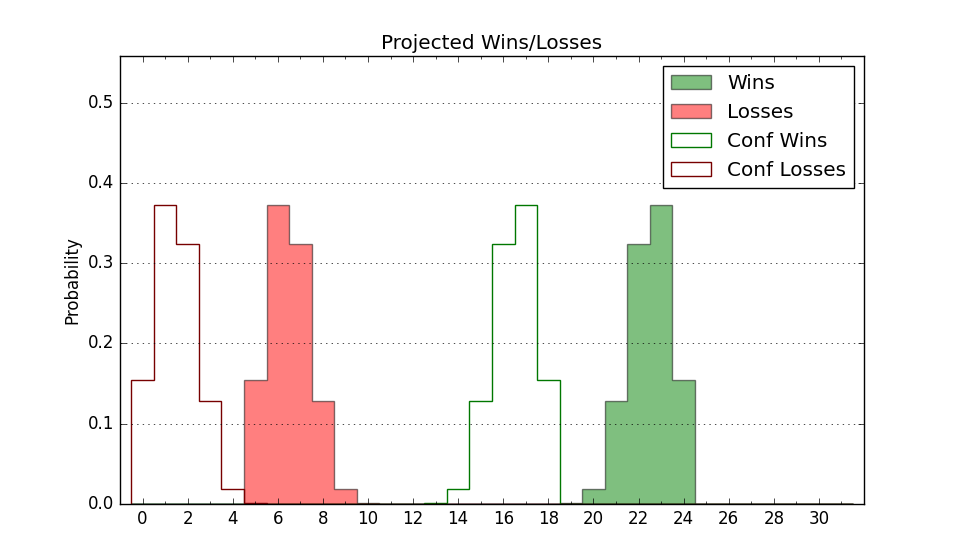 Projected Wins/Losses
Wins
Losses
Conf Wins
Conf Losses
Probability
0.5
0.4
0.3
0.2
0.1
0.0
0 2 4 6 8 10 12 14 16 18 20 22 24 26 28 30